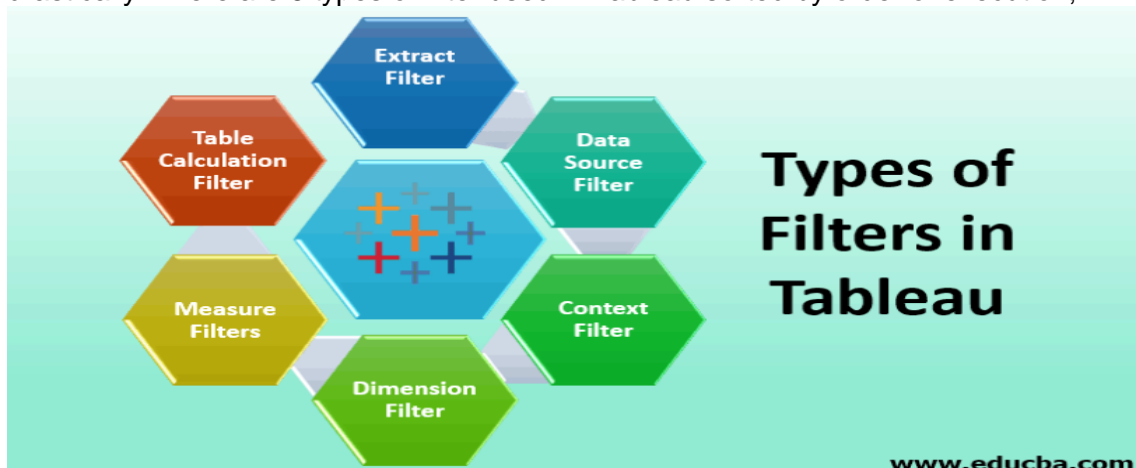 Extract
Filter
Table
Calculation
Filter
Data
Source
Filter
Types of
Filters in
Tableau
Measure
Filters
Context
Filter
Dimension
Filter
www.educba.com